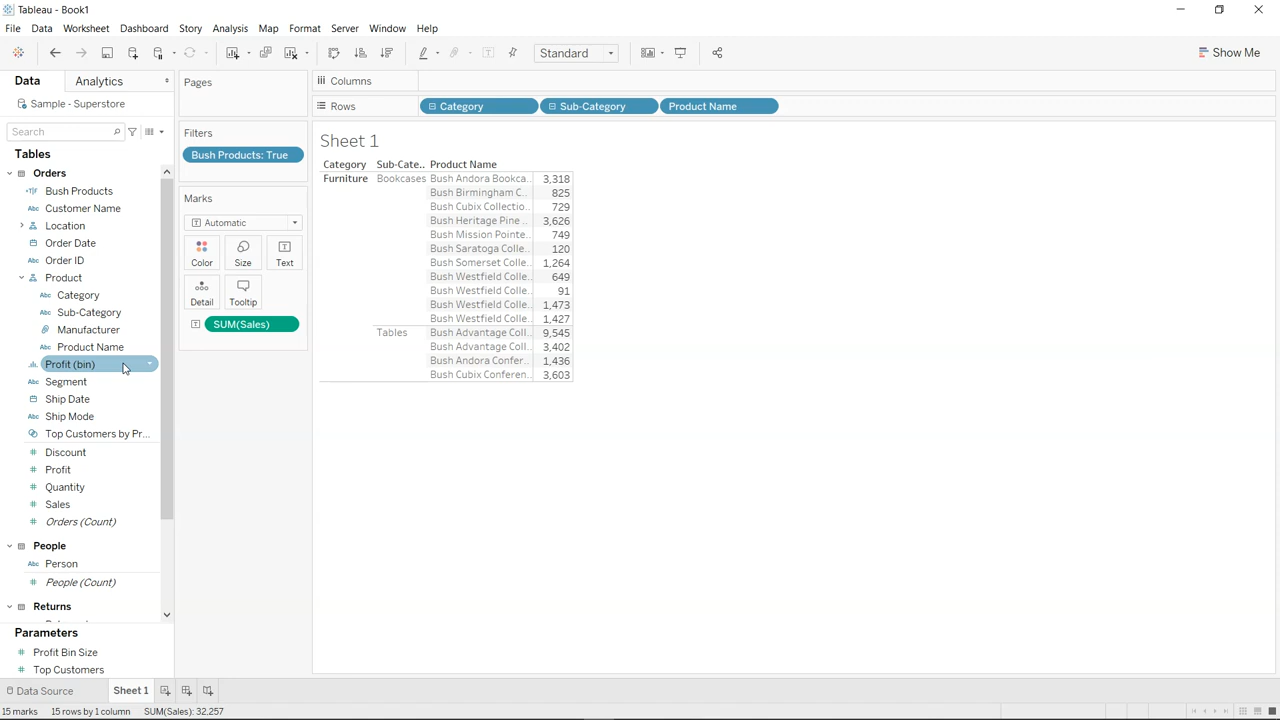 Tableau - Book1
File Data Worksheet Dashboard Story Analysis Map Format Server Window Help
Standard
Show Me
Data Analytics
Sample - Superstore
Search
Tables
Orders
Bush Products
Abc Customer Name
Location
Order Date
Abc Order ID
Product
Abc Category
Abc Sub-Category
Manufacturer
Abc Product Name
Profit (bin)
Abc Segment
Ship Date
Abc Ship Mode
Top Customers by Pr...
# Discount
# Profit
# Quantity
# Sales
# Orders (Count)
People
Abc Person
# People (Count)
Returns
Parameters
# Profit Bin Size
# Top Customers
Pages
Filters
Bush Products: True
Marks
Automatic
Color Size Text
Detail Tooltip
SUM(Sales)
Columns
Rows Category Sub-Category Product Name
Sheet 1
Category Sub-Cate.. Product Name
Furniture Bookcases Bush Andora Bookca.. 3,318
Bush Birmingham C.. 825
Bush Cubix Collectio.. 729
Bush Heritage Pine .. 3,626
Bush Mission Pointe.. 749
Bush Saratoga Colle.. 120
Bush Somerset Colle.. 1,264
Bush Westfield Colle.. 649
Bush Westfield Colle.. 91
Bush Westfield Colle.. 1,473
Bush Westfield Colle.. 1,427
Tables Bush Advantage Coll.. 9,545
Bush Advantage Coll.. 3,402
Bush Andora Confer.. 1,436
Bush Cubix Conferen.. 3,603
Data Source Sheet 1
15 marks 15 rows by 1 column SUM(Sales): 32,257